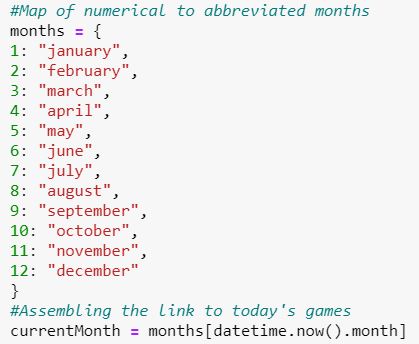 #Map of numerical to abbreviated months
months = {
1: "january",
2: "february",
3: "march",
4: "april",
5: "may",
6: "june",
7: "july",
8: "august",
9: "september",
10: "october",
11: "november",
12: "december"
}
#Assembling the link to today's games
currentMonth = months[datetime.now().month]